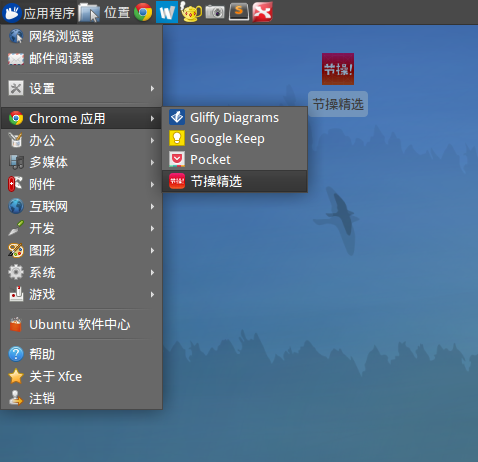 应用程序 位置
网络浏览器
邮件阅读器
设置
Chrome 应用
办公
多媒体
附件
互联网
开发
图形
系统
游戏
Ubuntu 软件中心
帮助
关于 Xfce
注销
Gliffy Diagrams
Google Keep
Pocket
节操!
节操精选
节操!
节操精选